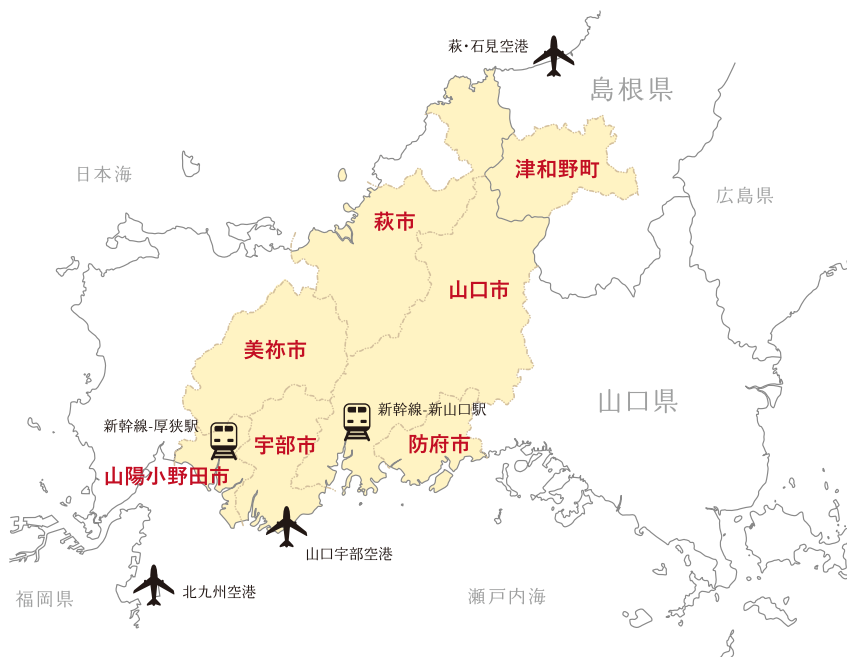 萩・石見空港
島根県
日本海
津和野町
広島県
萩市
山口市
美祢市
山口県
新幹線-新山口駅
新幹線-厚狭駅
宇部市
防府市
山陽小野田市
山口宇部空港
北九州空港
福岡県
瀬戸内海